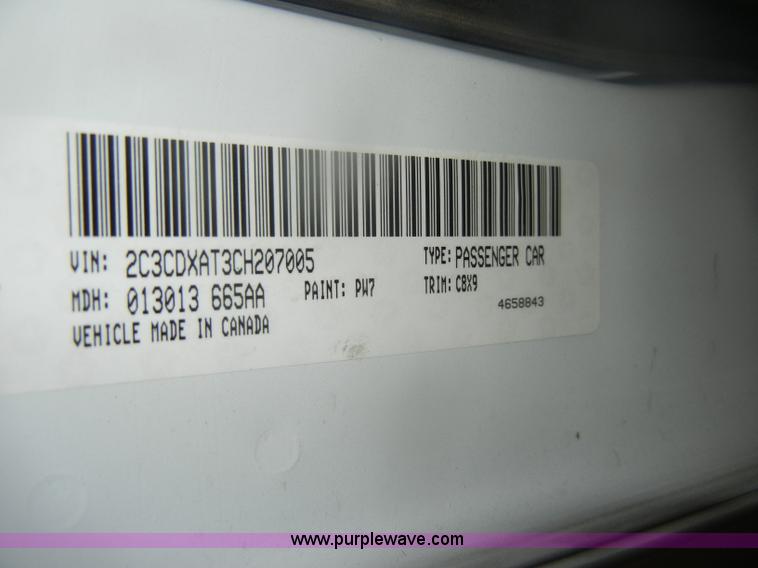 VIN: 2C3CDXAT3CH207005 TYPE: PASSENGER CAR
MDH: 013013 665AA PAINT: PW7 TRIM: C8X9
4658843
VEHICLE MADE IN CANADA
www.purplewave.com